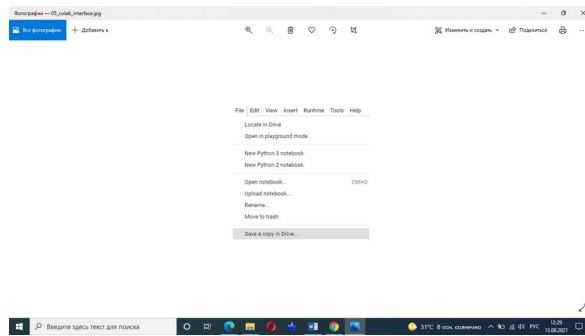 Фотографии — 05_colab_interface.jpg
Все фотографии + Добавить к Изменить и создать Поделиться
File Edit View Insert Runtime Tools Help
Locate in Drive
Open in playground mode
New Python 3 notebook
New Python 2 notebook
Open notebook... Ctrl+O
Upload notebook...
Rename...
Move to trash
Save a copy in Drive...
Введите здесь текст для поиска 31°C В осн. солнечно РУС 12:29
13.08.2021